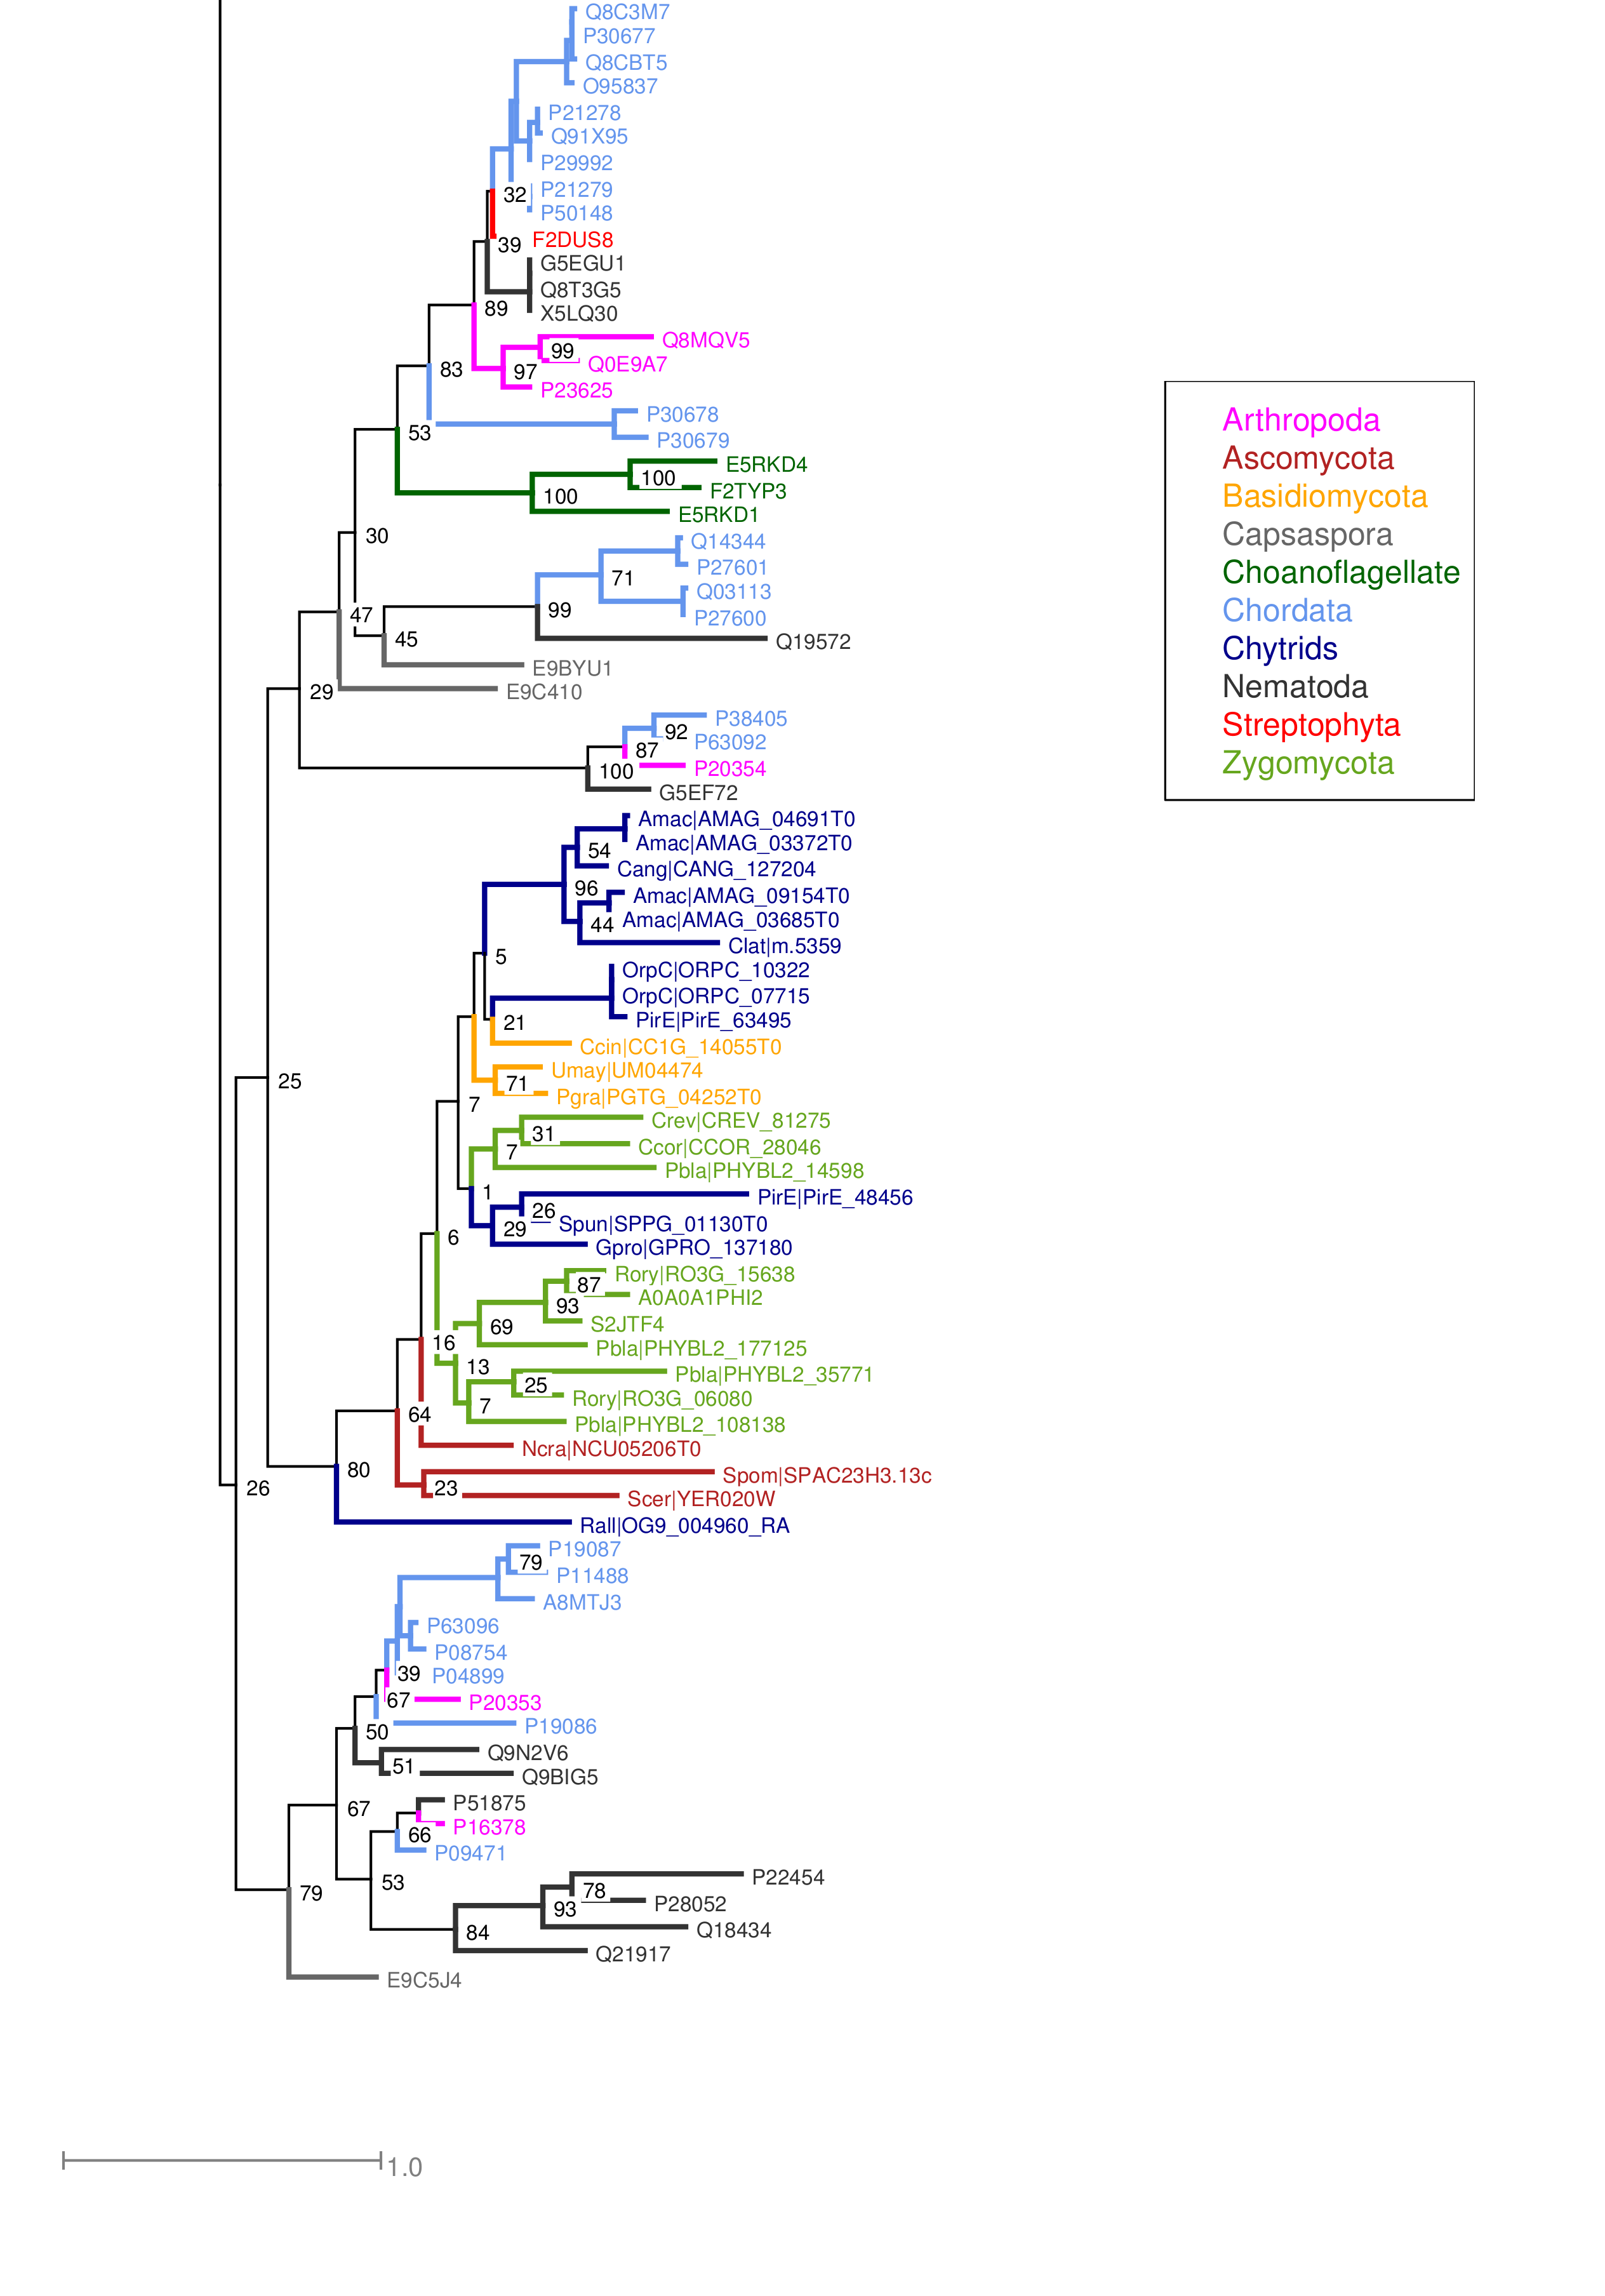 Q8C3M7
P30677
Q8CBT5
O95837
P21278
Q91X95
P29992
32 P21279
P50148
39 F2DUS8
G5EGU1
Q8T3G5
89 X5LQ30
Q8MQV5
99
Q0E9A7
83 97
P23625
P30678
53 P30679
E5RKD4
100
100 F2TYP3
E5RKD1
30
Q14344
P27601
71
Q03113
47 99 P27600
45 Q19572
E9BYU1
29 E9C410
P38405
92
87 P63092
100 P20354
G5EF72
Amac|AMAG_04691T0
Amac|AMAG_03372T0
54
Cang|CANG_127204
96
Amac|AMAG_09154T0
44 Amac|AMAG_03685T0
Clat|m.5359
5
OrpC|ORPC_10322
OrpC|ORPC_07715
21 PirE|PirE_63495
Ccin|CC1G_14055T0
Umay|UM04474
25 71
Pgra|PGTG_04252T0
7
Crev|CREV_81275
31
7 Ccor|CCOR_28046
Pbla|PHYBL2_14598
1 PirE|PirE_48456
26
29 Spun|SPPG_01130T0
6 Gpro|GPRO_137180
Rory|RO3G_15638
87
93 A0A0A1PHI2
69 S2JTF4
16 Pbla|PHYBL2_177125
13
Pbla|PHYBL2_35771
25
7 Rory|RO3G_06080
64 Pbla|PHYBL2_108138
Ncra|NCU05206T0
80
Spom|SPAC23H3.13c
26 23
Scer|YER020W
Rall|OG9_004960_RA
P19087
79
P11488
A8MTJ3
P63096
P08754
39 P04899
67 P20353
50 P19086
Q9N2V6
51
Q9BIG5
67 P51875
66 P16378
P09471
53 P22454
79 78
93 P28052
84 Q18434
Q21917
E9C5J4
1.0
Arthropoda
Ascomycota
Basidiomycota
Capsaspora
Choanoflagellate
Chordata
Chytrids
Nematoda
Streptophyta
Zygomycota